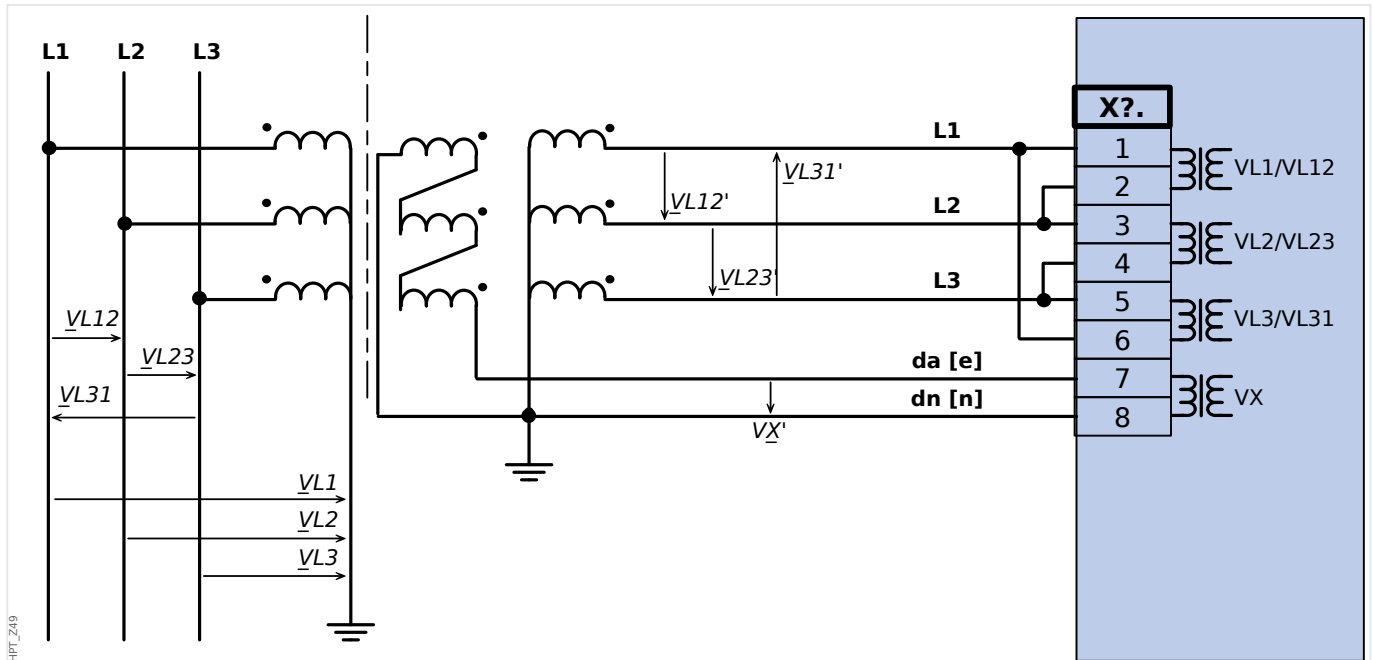 L1 L2 L3
X?.
L1
1
VL31'
VL1/VL12
2
VL12'
L2
3
VL2/VL23
4
VL23'
L3
5
VL12
VL3/VL31
6
VL23
da [e]
7
VL31
dn [n]
VX
8
VX'
VL1
VL2
VL3
HPT_Z49